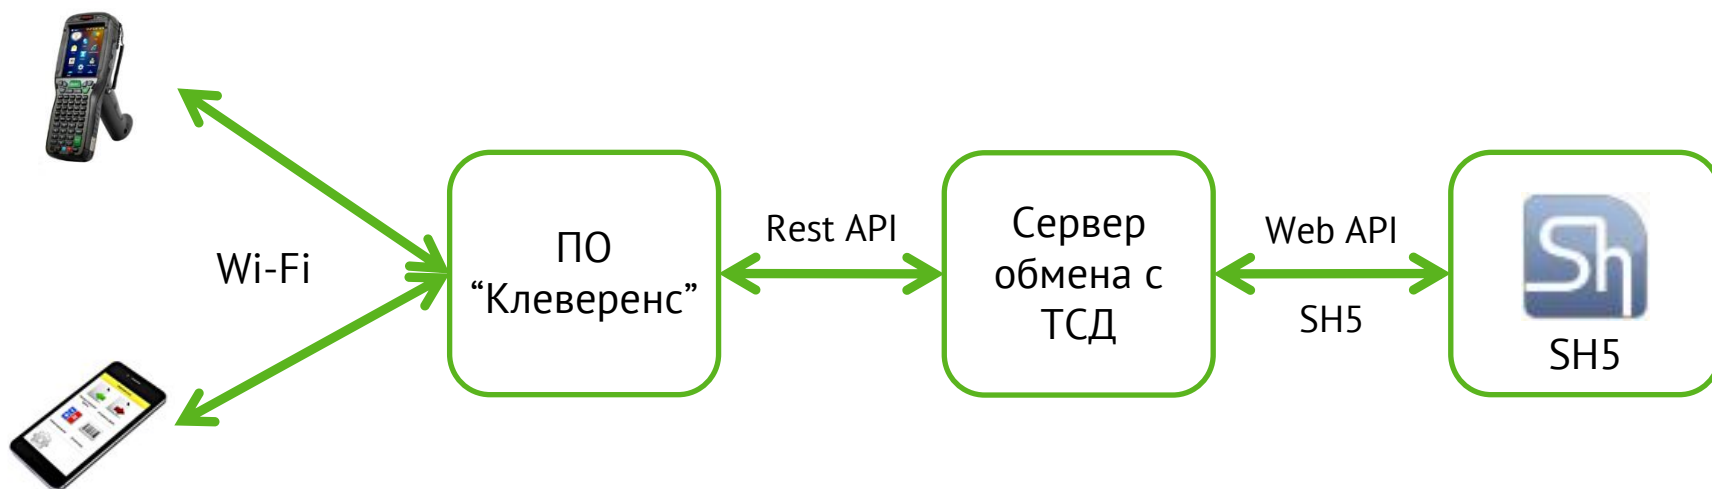 Wi-Fi
ПО
“Клеверенс”
Rest API
Сервер
обмена с
ТСД
Web API
SH5
Sh
SH5